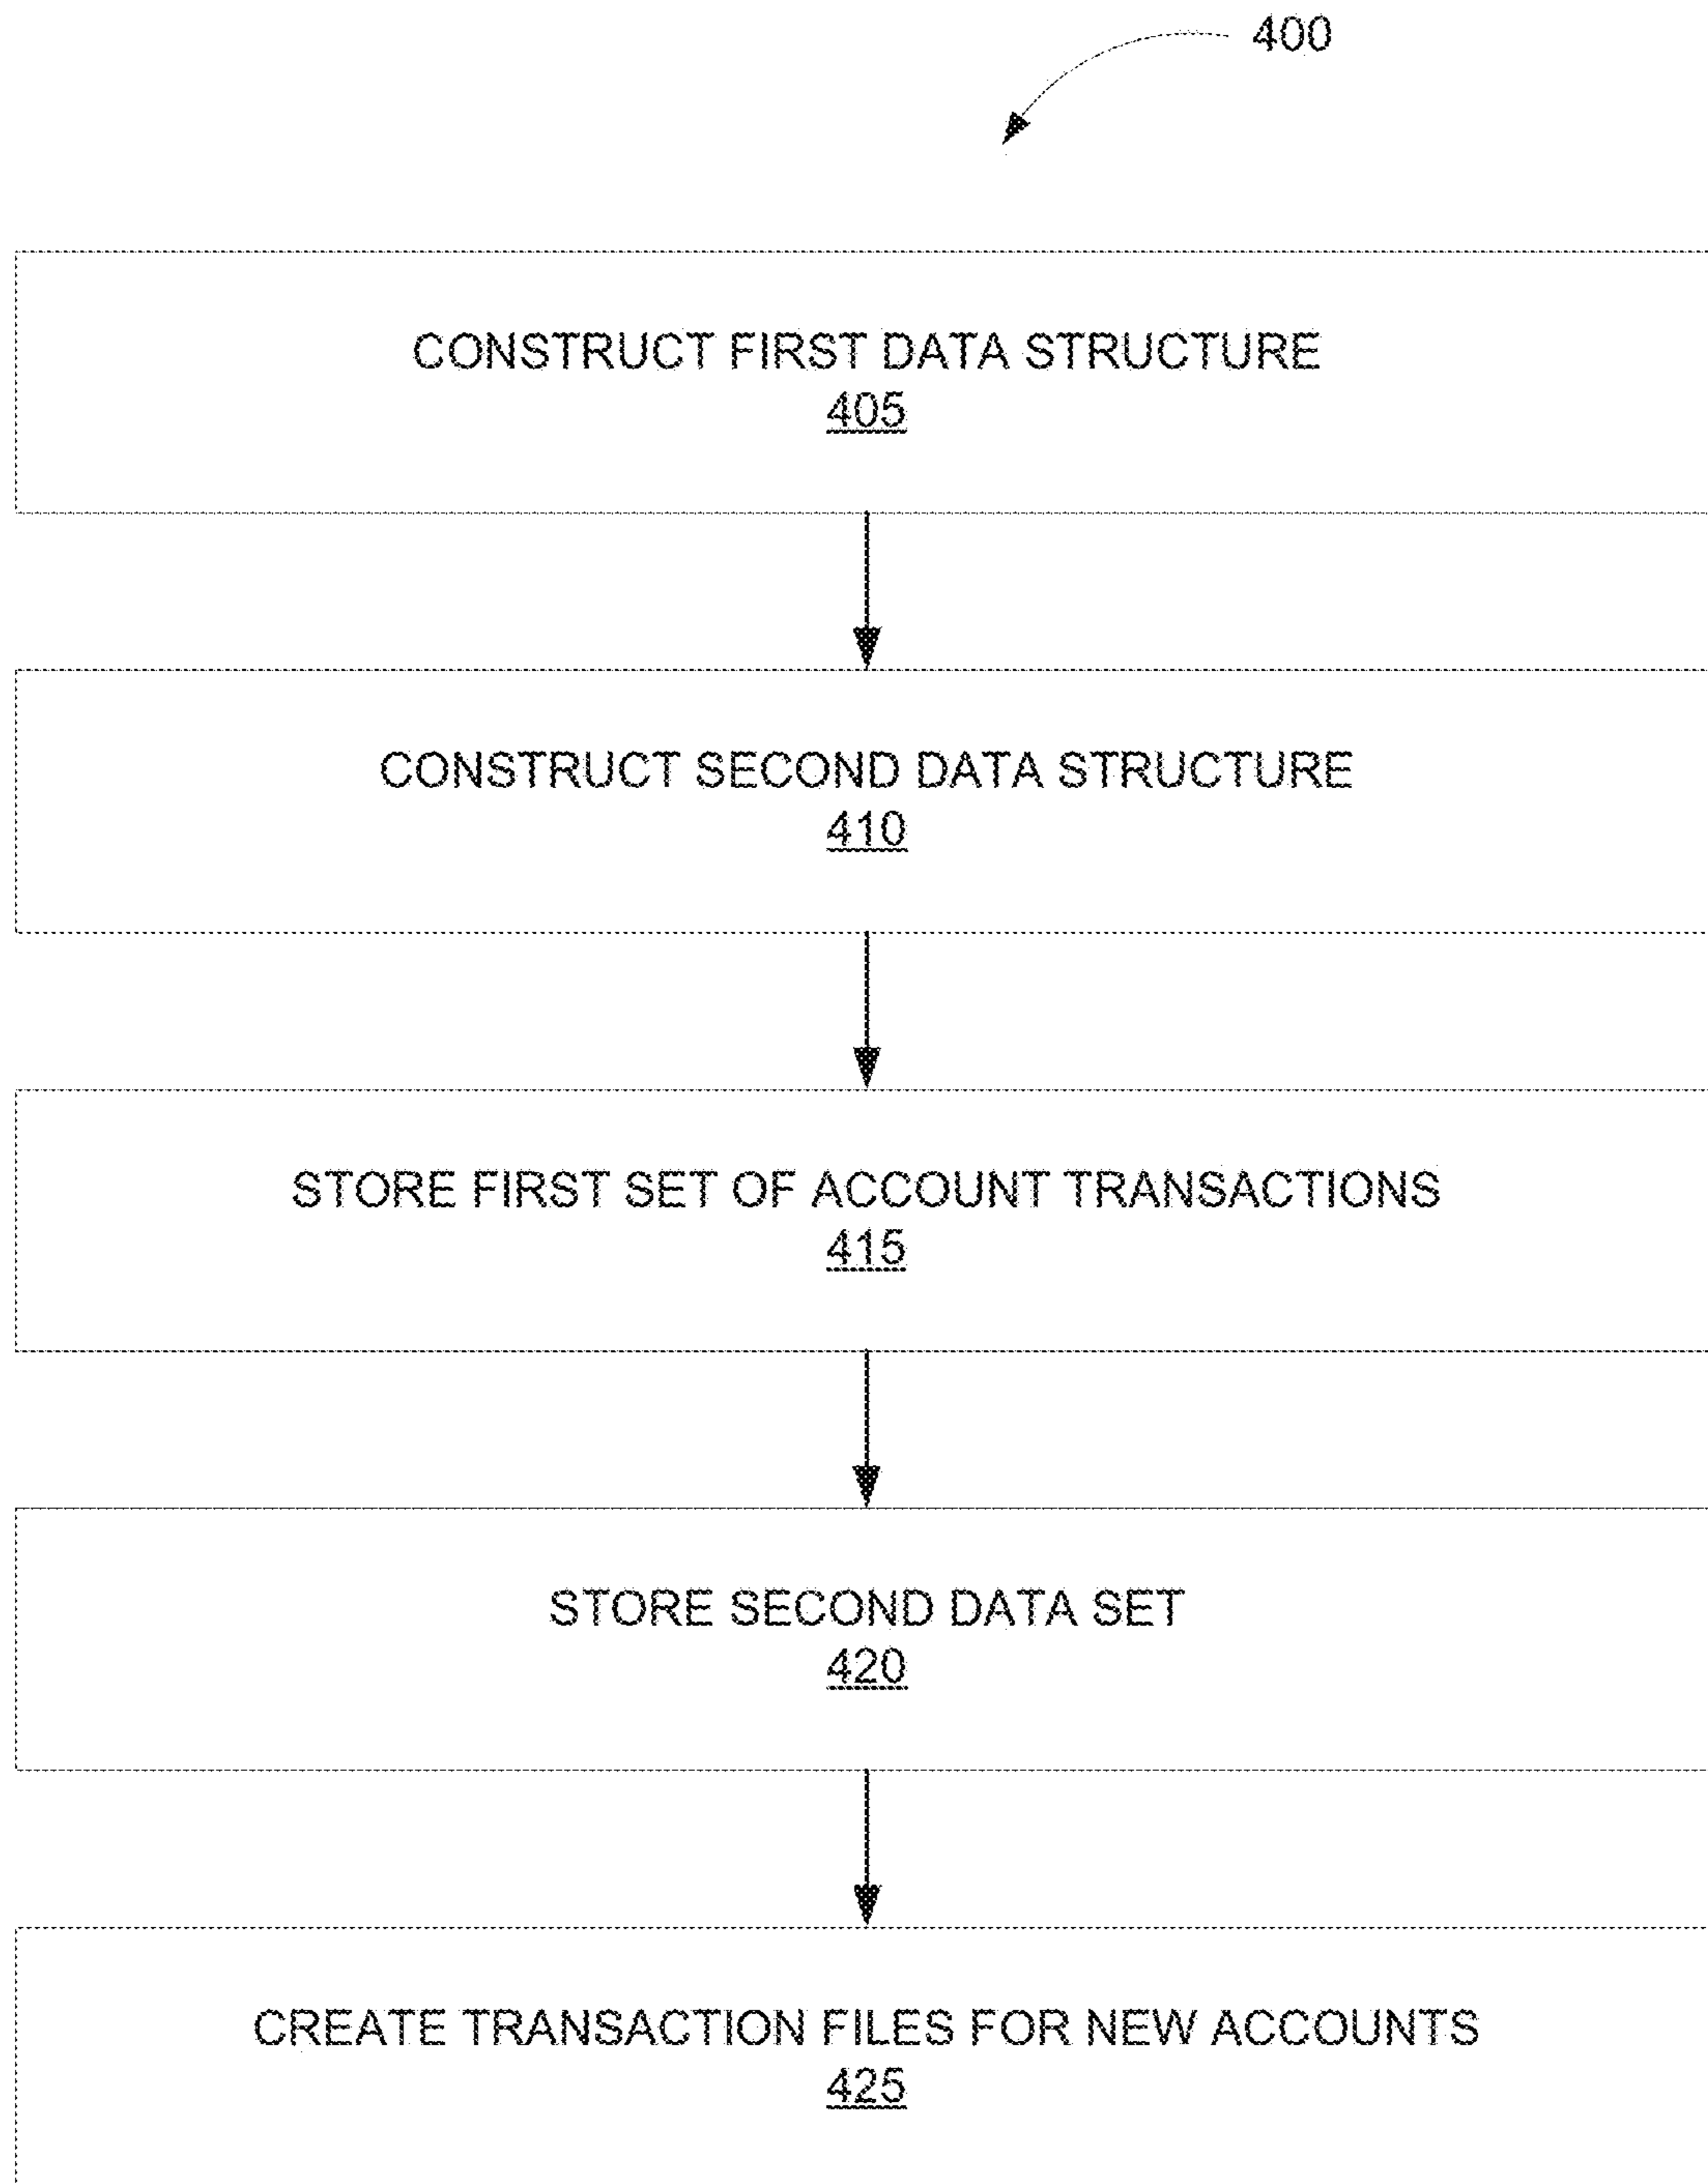 400
CONSTRUCT FIRST DATA STRUCTURE
405
CONSTRUCT SECOND DATA STRUCTURE
410
STORE FIRST SET OF ACCOUNT TRANSACTIONS
415
STORE SECOND DATA SET
420
CREATE TRANSACTION FILES FOR NEW ACCOUNTS
425